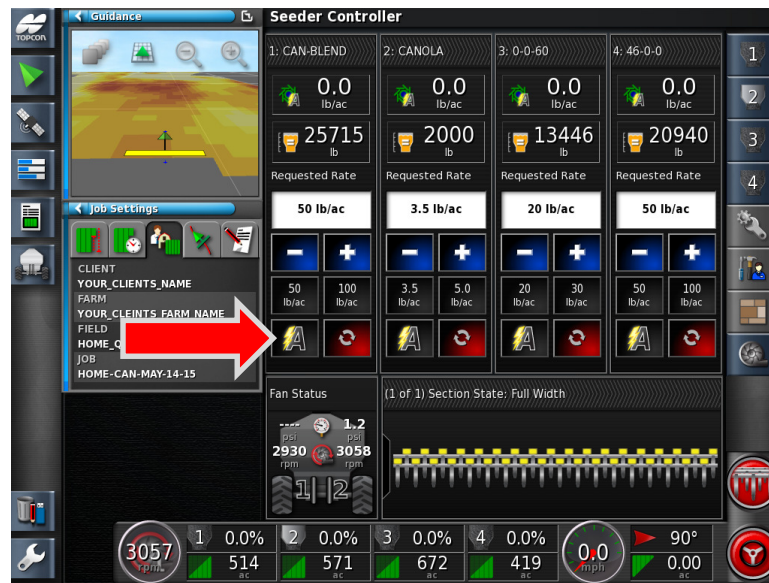 TOPCON
Guidance
Seeder Controller
1: CAN-BLEND
2: CANOLA
3: 0-0-60
4: 46-0-0
0.0
lb/ac
0.0
lb/ac
0.0
lb/ac
0.0
lb/ac
25715
lb
2000
lb
13446
lb
20940
lb
Requested Rate
Requested Rate
Requested Rate
Requested Rate
50 lb/ac
3.5 lb/ac
20 lb/ac
50 lb/ac
50
lb/ac
100
lb/ac
3.5
lb/ac
5.0
lb/ac
20
lb/ac
30
lb/ac
50
lb/ac
100
lb/ac
A
A
A
A
1
2
3
4
Job Settings
CLIENT
YOUR_CLIENTS_NAME
FARM
YOUR_CLEINTS_FARM_NAME
FIELD
HOME_Q
JOB
HOME-CAN-MAY-14-15
Fan Status
---- 
psi
1.2
psi
2930
rpm
3058
rpm
1
2
(1 of 1) Section State: Full Width
3057
rpm
1
0.0%
514
ac
2
0.0%
571
ac
3
0.0%
672
ac
4
0.0%
419
ac
0.0
mph
90°
0.00
ac